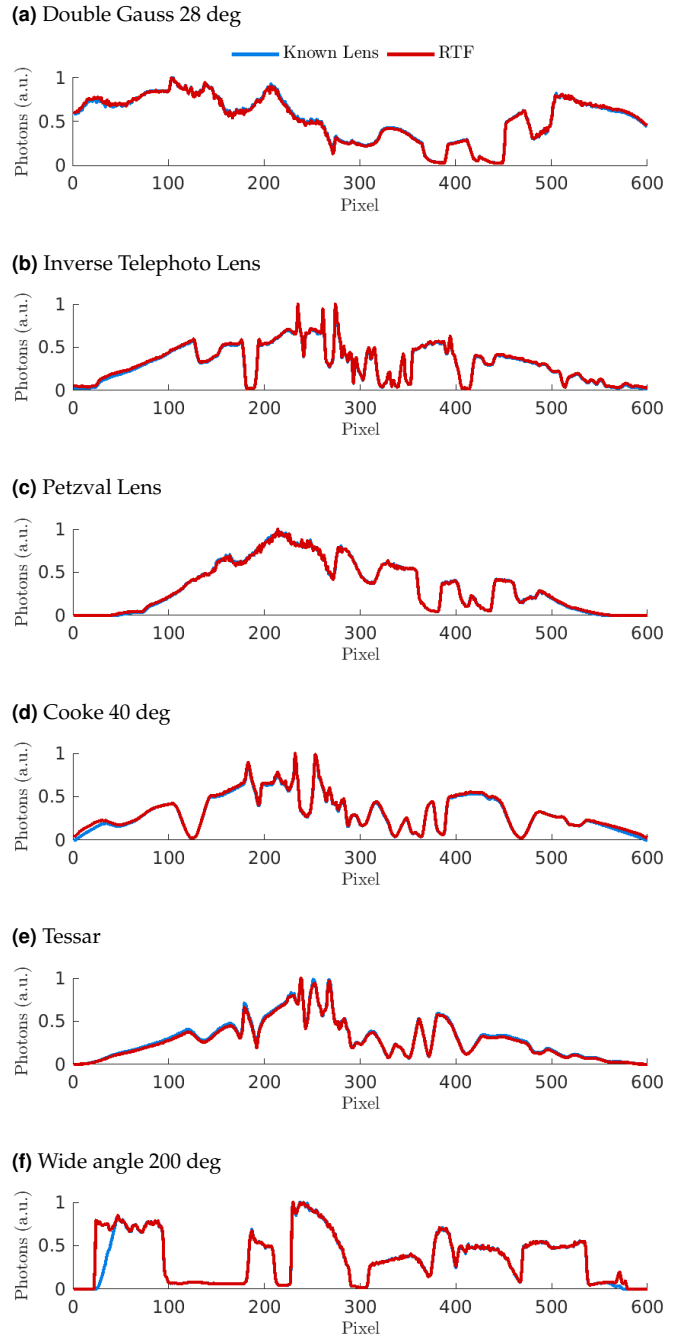 (a) Double Gauss 28 deg
Known Lens RTF
Photons (a.u.)
1
0.5
0
0 100 200 300 400 500 600
Pixel
(b) Inverse Telephoto Lens
Photons (a.u.)
1
0.5
0
0 100 200 300 400 500 600
Pixel
(c) Petzval Lens
Photons (a.u.)
1
0.5
0
0 100 200 300 400 500 600
Pixel
(d) Cooke 40 deg
Photons (a.u.)
1
0.5
0
0 100 200 300 400 500 600
Pixel
(e) Tessar
Photons (a.u.)
1
0.5
0
0 100 200 300 400 500 600
Pixel
(f) Wide angle 200 deg
Photons (a.u.)
1
0.5
0
0 100 200 300 400 500 600
Pixel